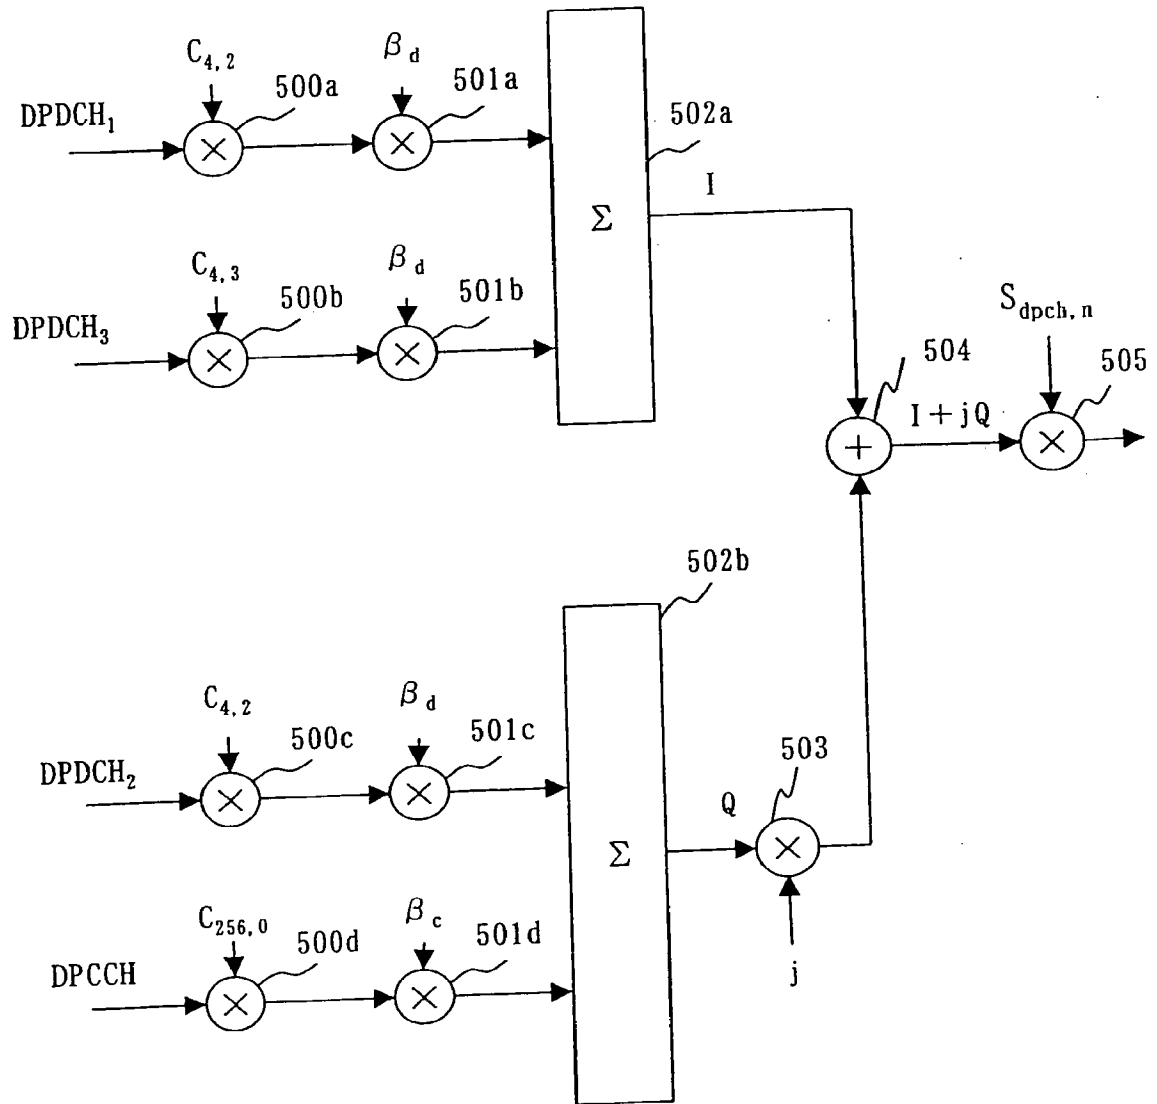 C4,2 500a βd 501a
DPDCH1 × × 502a
I
Σ
C4,3 500b βd 501b
DPDCH3 × ×
Sdpch,n
504 505
I+jQ
+ ×
502b
C4,2 500c βd 501c
DPDCH2 × × 503
Q
Σ ×
C256,0 500d βc 501d
DPCCH × × j